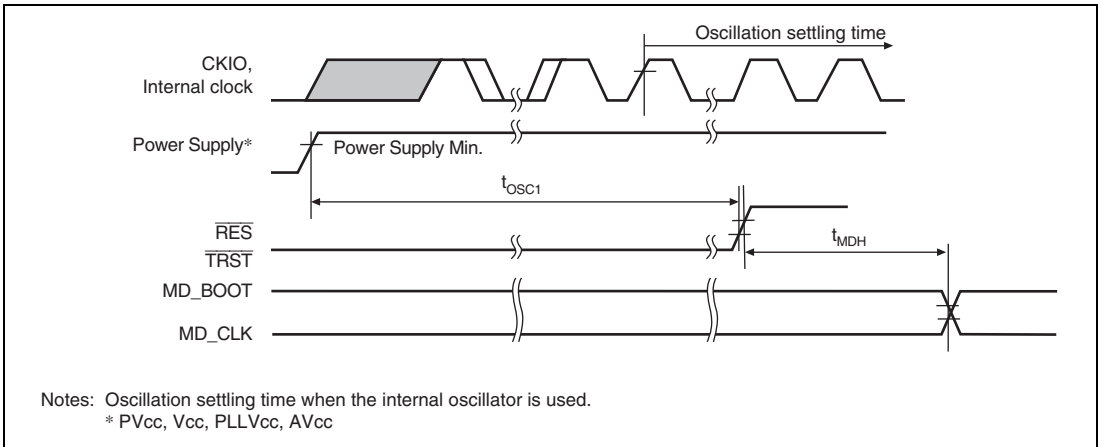 Oscillation settling time
CKIO,
Internal clock
Power Supply*
Power Supply Min.
tOSC1
RES
TRST
tMDH
MD_BOOT
MD_CLK
Notes: Oscillation settling time when the internal oscillator is used.
* PVcc, Vcc, PLLVcc, AVcc